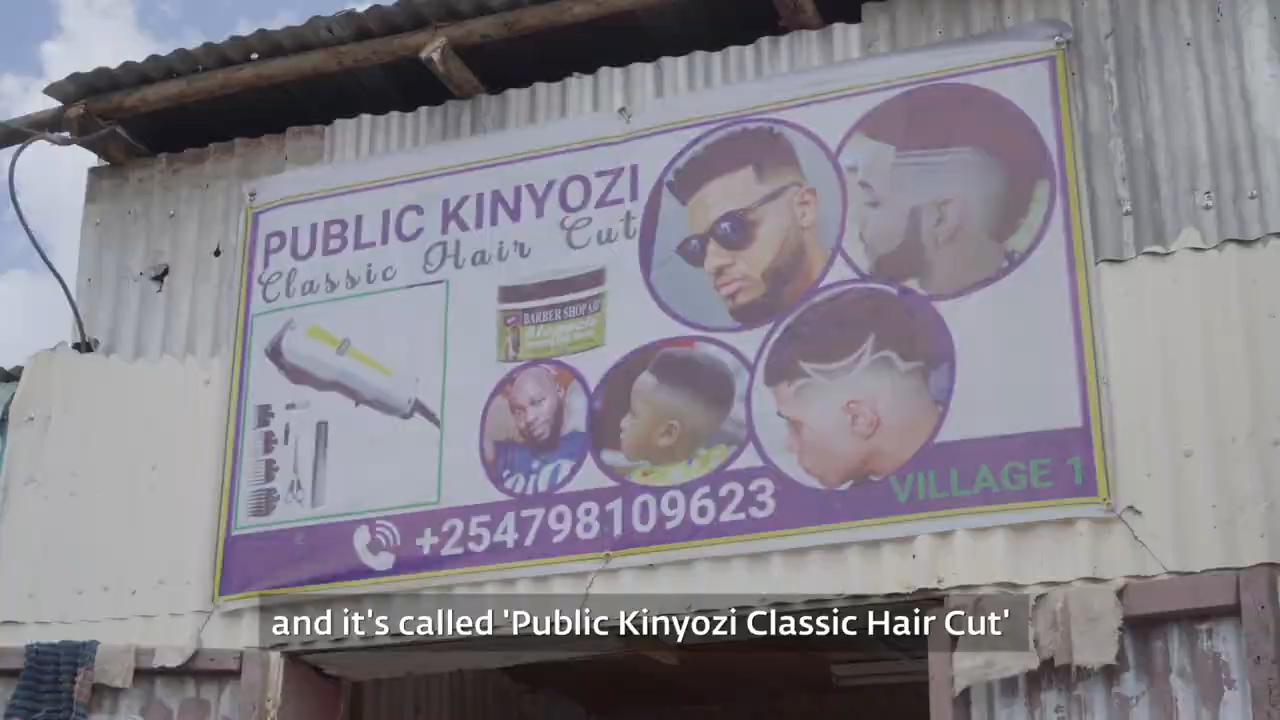 PUBLIC KINYOZI
Classic Hair Cut
BARBER SHOP
+254798109623
VILLAGE 1
and it's called 'Public Kinyozi Classic Hair Cut'